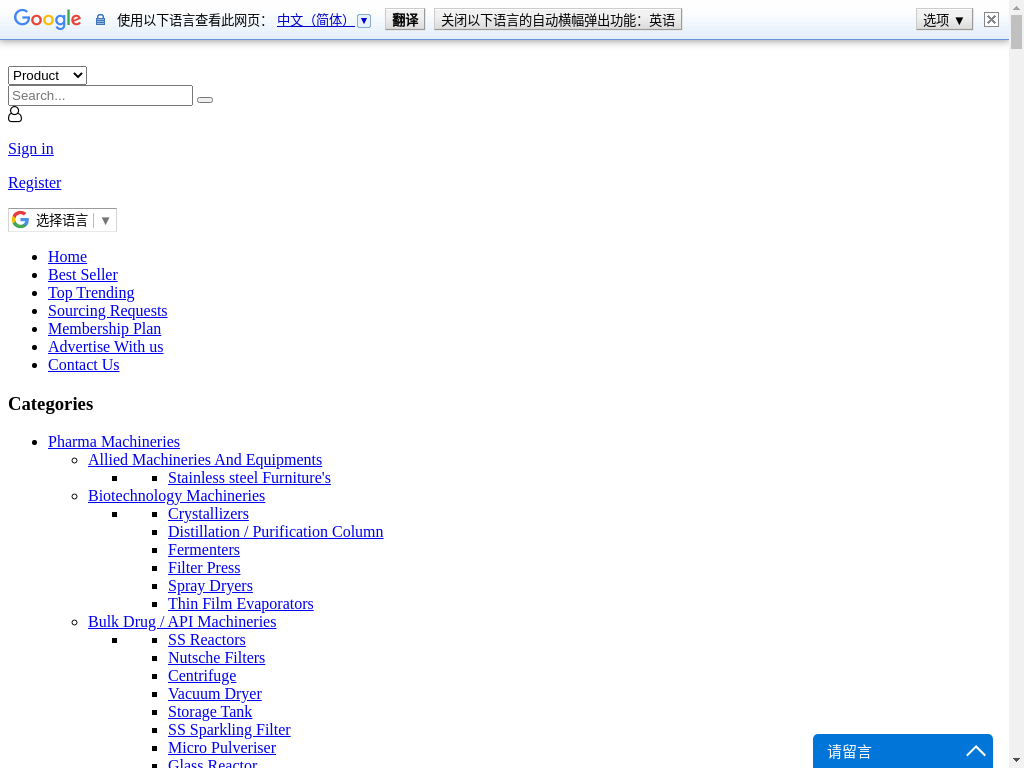 Google 使用以下语言查看此网页： 中文（简体） ▼ 翻译 关闭以下语言的自动横幅弹出功能：英语 选项 ▼
Product
Search...
Sign in
Register
选择语言 ▼
Home
Best Seller
Top Trending
Sourcing Requests
Membership Plan
Advertise With us
Contact Us
Categories
Pharma Machineries
Allied Machineries And Equipments
Stainless steel Furniture's
Biotechnology Machineries
Crystallizers
Distillation / Purification Column
Fermenters
Filter Press
Spray Dryers
Thin Film Evaporators
Bulk Drug / API Machineries
SS Reactors
Nutsche Filters
Centrifuge
Vacuum Dryer
Storage Tank
SS Sparkling Filter
Micro Pulveriser
Glass Reactor
请留言